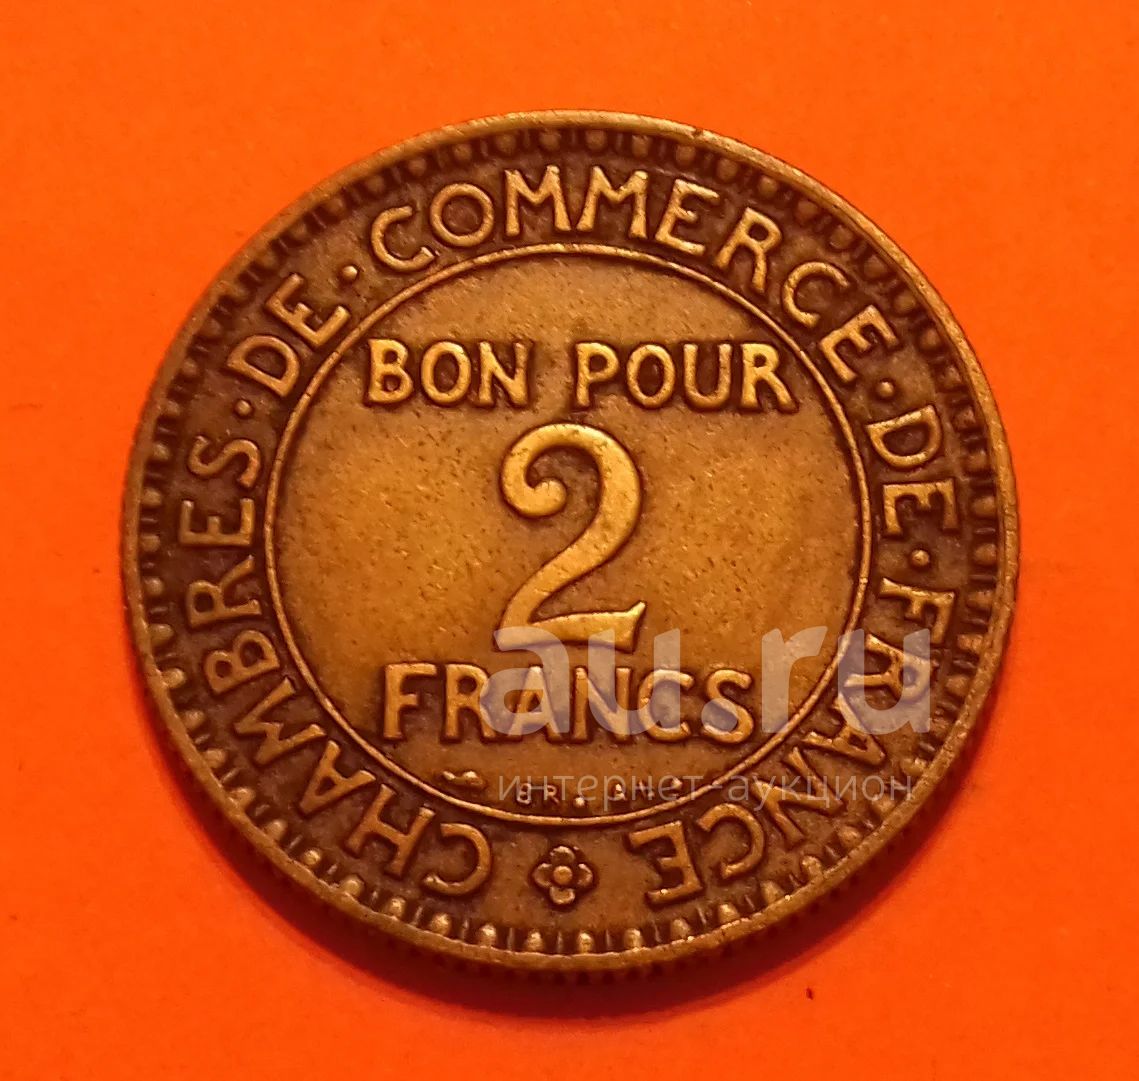 CHAMBRES·DE·COMMERCE·DE·FRANCE
BON POUR
2
FRANCS
au.ru
интернет-аукцион